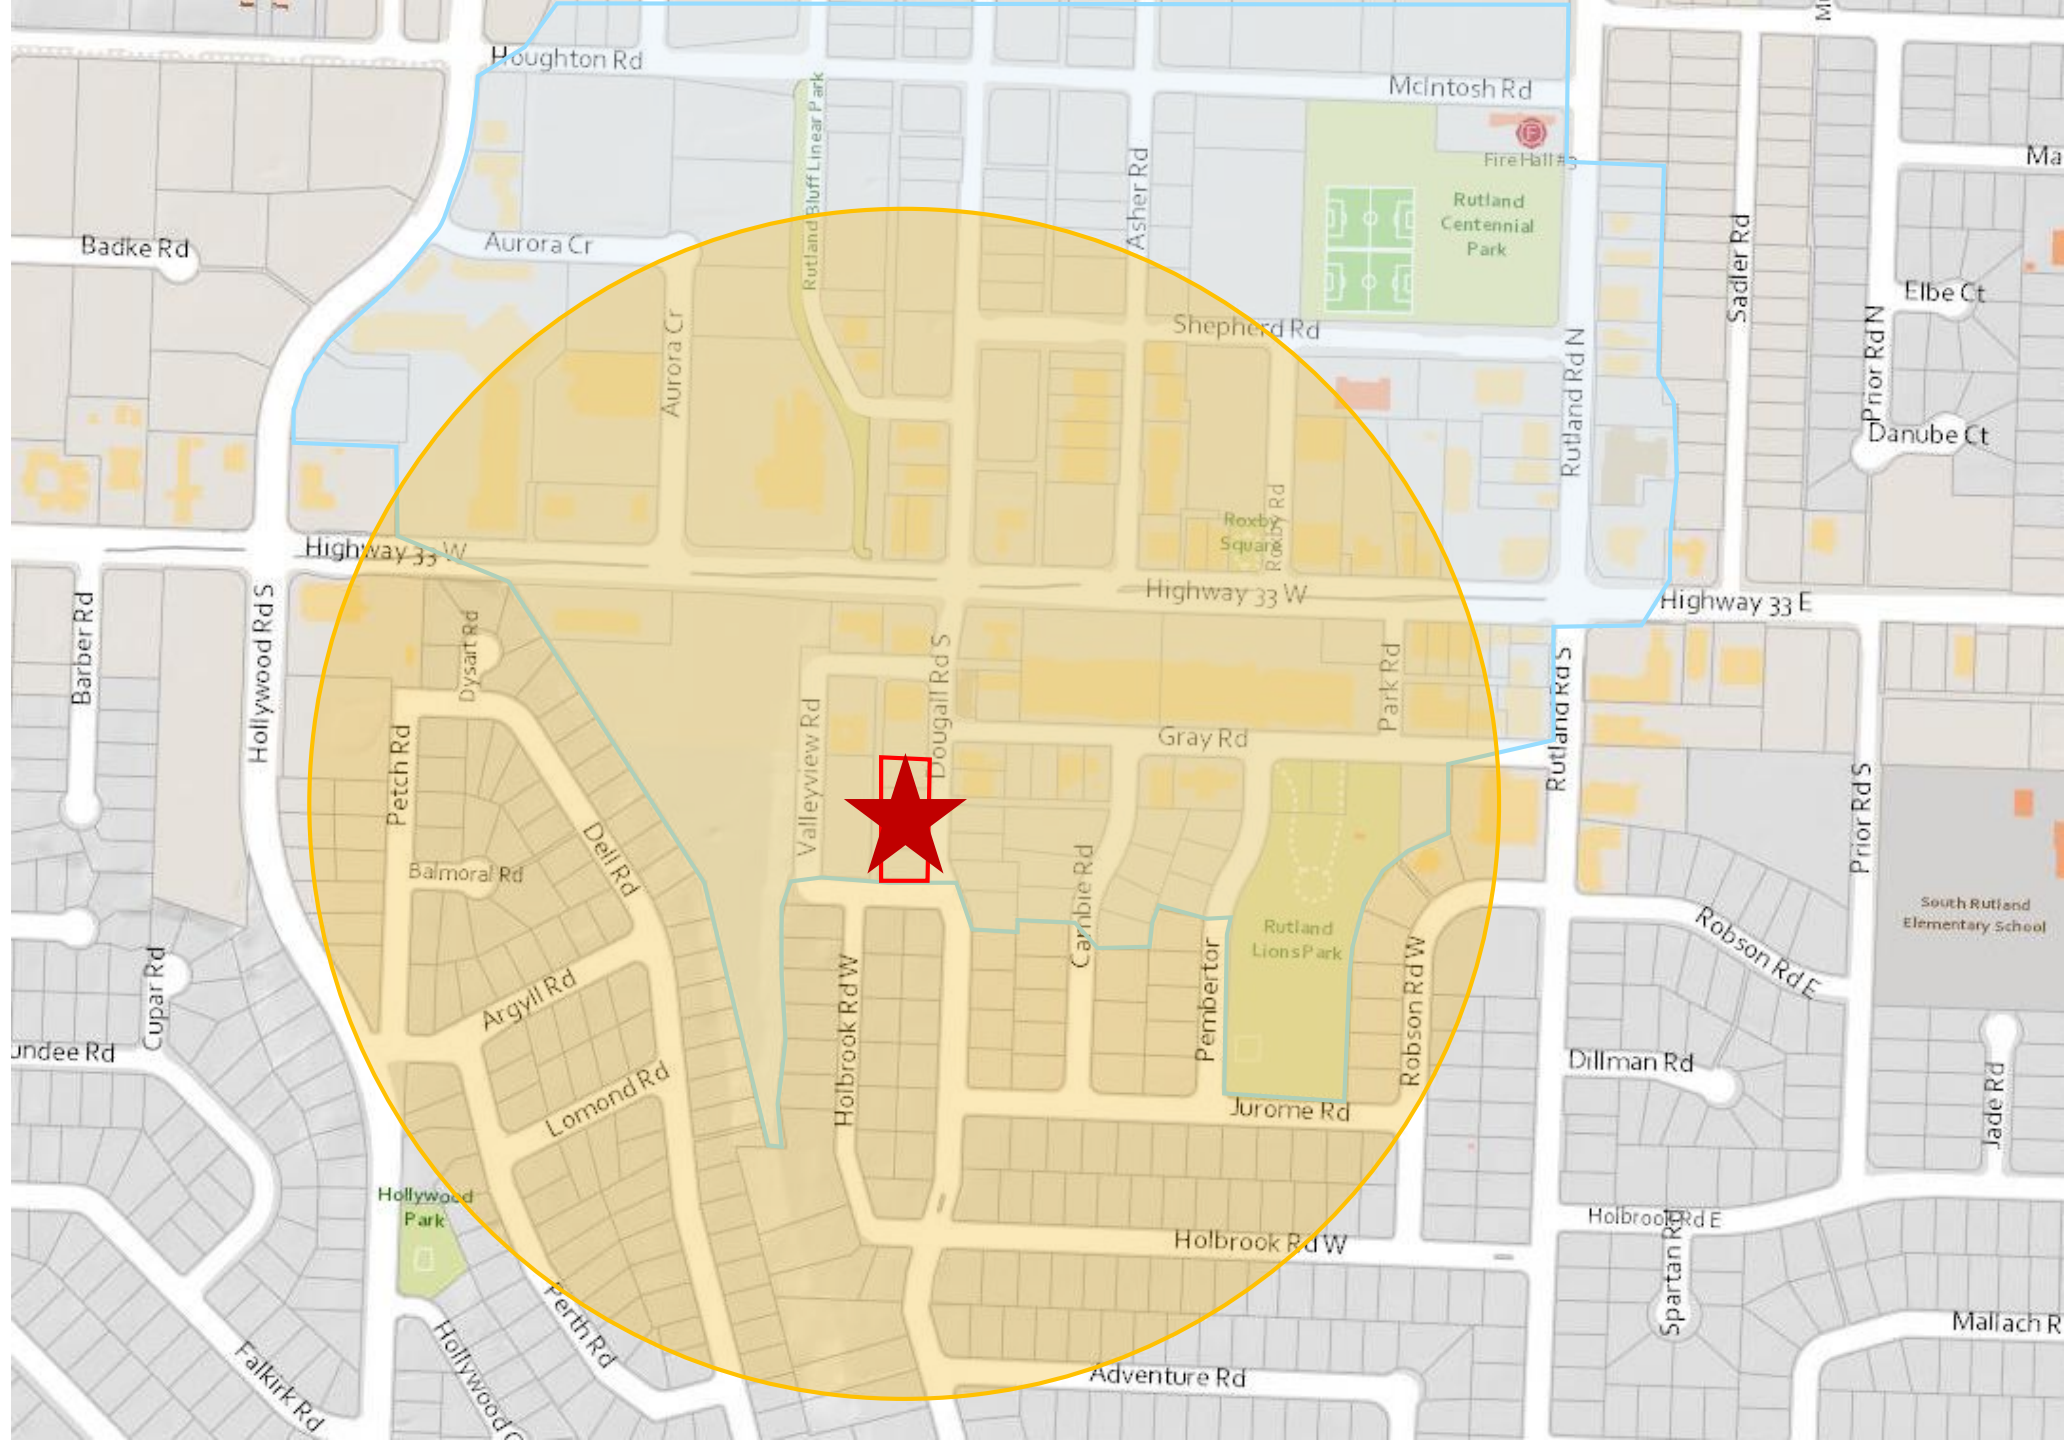 Houghton Rd
McIntosh Rd
Rutland Bluff Linear Park
Fire Hall #3
Asher Rd
Rutland
Centennial
Park
Badke Rd
Aurora Cr
Sadler Rd
Elbe Ct
Aurora Cr
Shepherd Rd
Rutland Rd N
Prior Rd N
Danube Ct
Roxby
Square
Roxby Rd
Highway 33 W
Highway 33 W
Highway 33 E
Barber Rd
Hollywood Rd S
Dysart Rd
Dougall Rd S
Park Rd
Rutland Rd S
Petch Rd
Valleyview Rd
Gray Rd
Prior Rd S
Dell Rd
Balmoral Rd
Cambie Rd
South Rutland
Elementary School
Rutland
Lions Park
Robson Rd E
Cupar Rd
Argyll Rd
Holbrook Rd W
Pemberton
Robson Rd W
undee Rd
Dillman Rd
Lomond Rd
Jurome Rd
Jade Rd
Hollywood
Park
Holbrook Rd E
Holbrook Rd W
Spartan Rd
Perth Rd
Mallach R
Falkirk Rd
Hollywood C
Adventure Rd
Ma
F